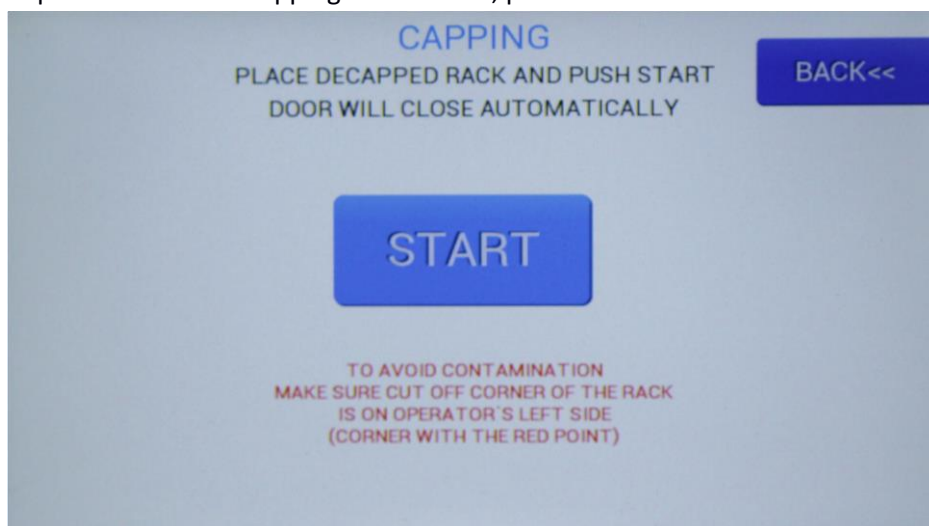 CAPPING
PLACE DECAPPED RACK AND PUSH START
DOOR WILL CLOSE AUTOMATICALLY
BACK<<
START
TO AVOID CONTAMINATION
MAKE SURE CUT OFF CORNER OF THE RACK
IS ON OPERATOR`S LEFT SIDE
(CORNER WITH THE RED POINT)